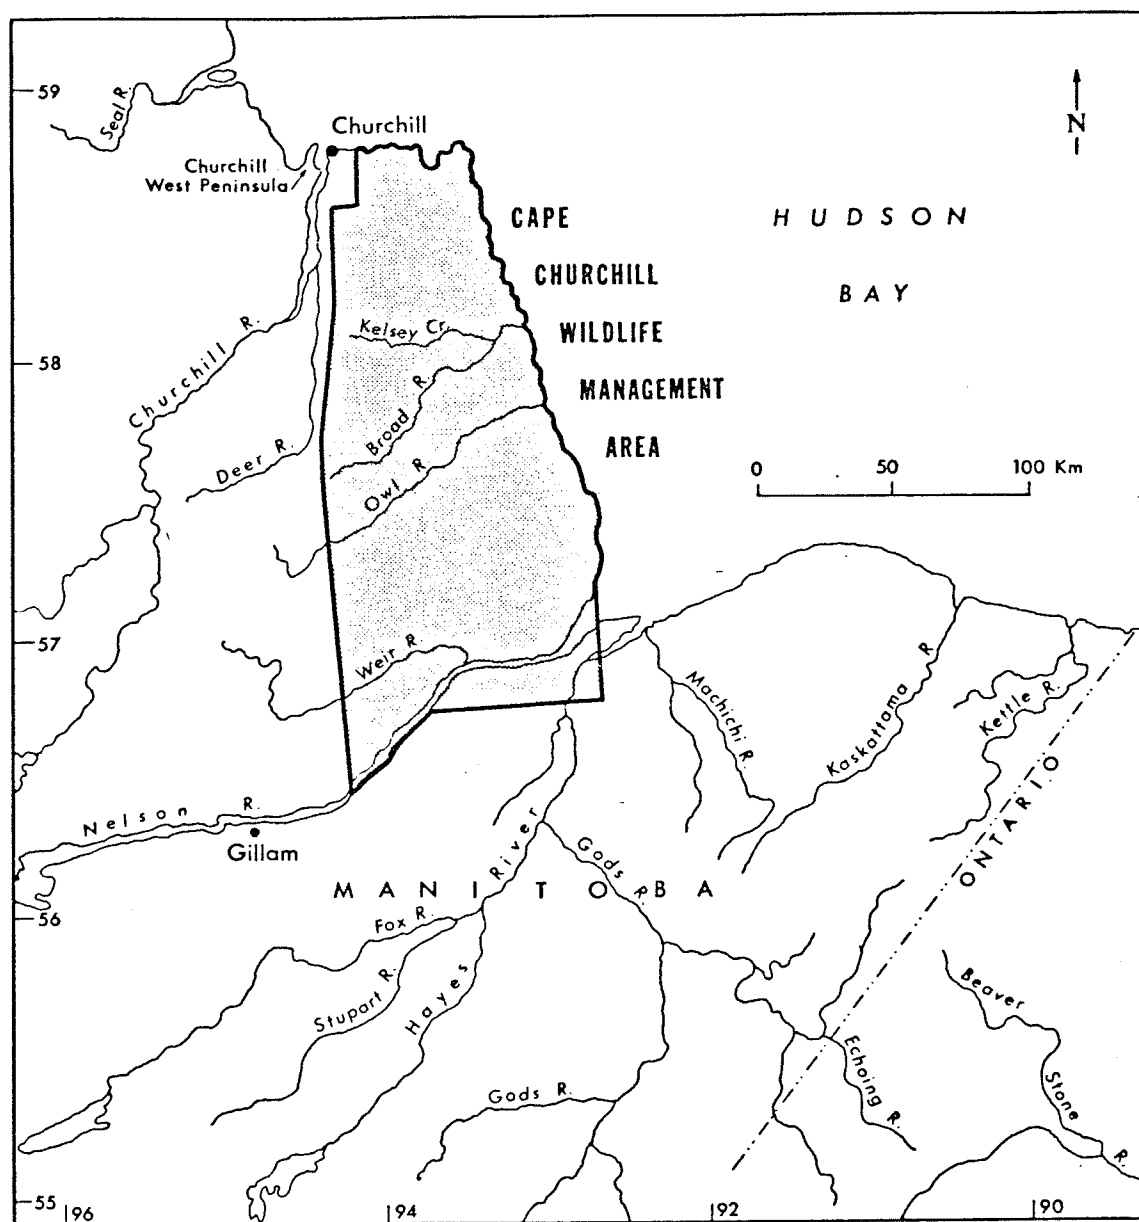 59
Seal R.
Churchill
N
Churchill
West Peninsula
CAPE
CHURCHILL
WILDLIFE
MANAGEMENT
AREA
HUDSON
BAY
58
Churchill R.
Kelsey Cr.
Broad R.
Owl R.
Deer R.
0 50 100 Km
57
Weir R.
Machichi R.
Kaskattama R
Kettle R.
ONTARIO
Nelson R.
Gillam
River
Gods R.
MANITOBA
56
Fox R.
Stupart R.
Hayes
Beaver
Stone
R.
Echoing R.
Gods R.
55
96
94
92
90